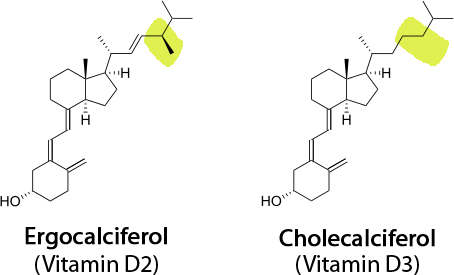 H
H
HO
Ergocalciferol
(Vitamin D2)
H
H
HO
Cholecalciferol
(Vitamin D3)